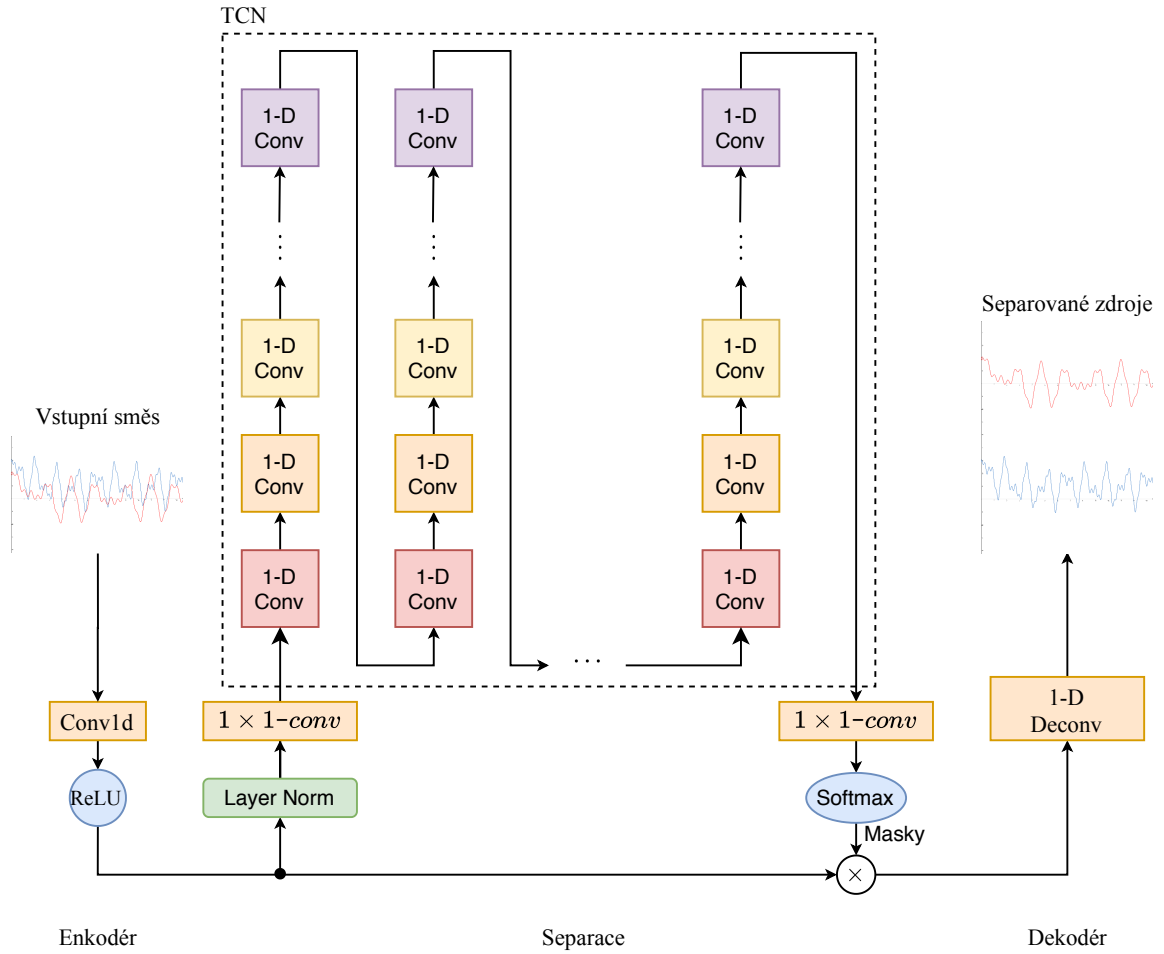 TCN
1-D
Conv
1-D
Conv
1-D
Conv
⋮
⋮
⋮
Separované zdroje
1-D
Conv
1-D
Conv
1-D
Conv
Vstupní směs
1-D
Conv
1-D
Conv
1-D
Conv
1-D
Conv
1-D
Conv
1-D
Conv
...
Conv1d
1 × 1-conv
1 × 1-conv
1-D
Deconv
ReLU
Layer Norm
Softmax
Masky
×
Enkodér
Separace
Dekodér